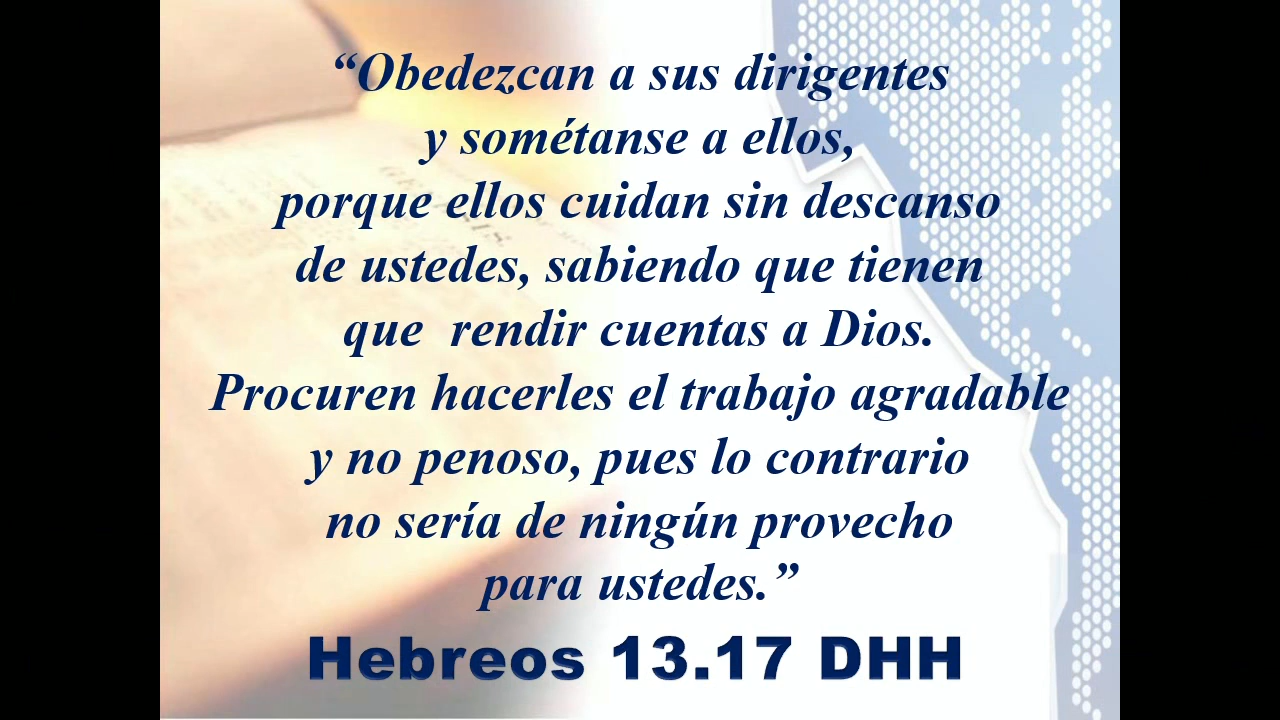 “Obedezcan a sus dirigentes
y sométanse a ellos,
porque ellos cuidan sin descanso
de ustedes, sabiendo que tienen
que  rendir cuentas a Dios.
Procuren hacerles el trabajo agradable
y no penoso, pues lo contrario
no sería de ningún provecho
para ustedes.”
Hebreos 13.17 DHH